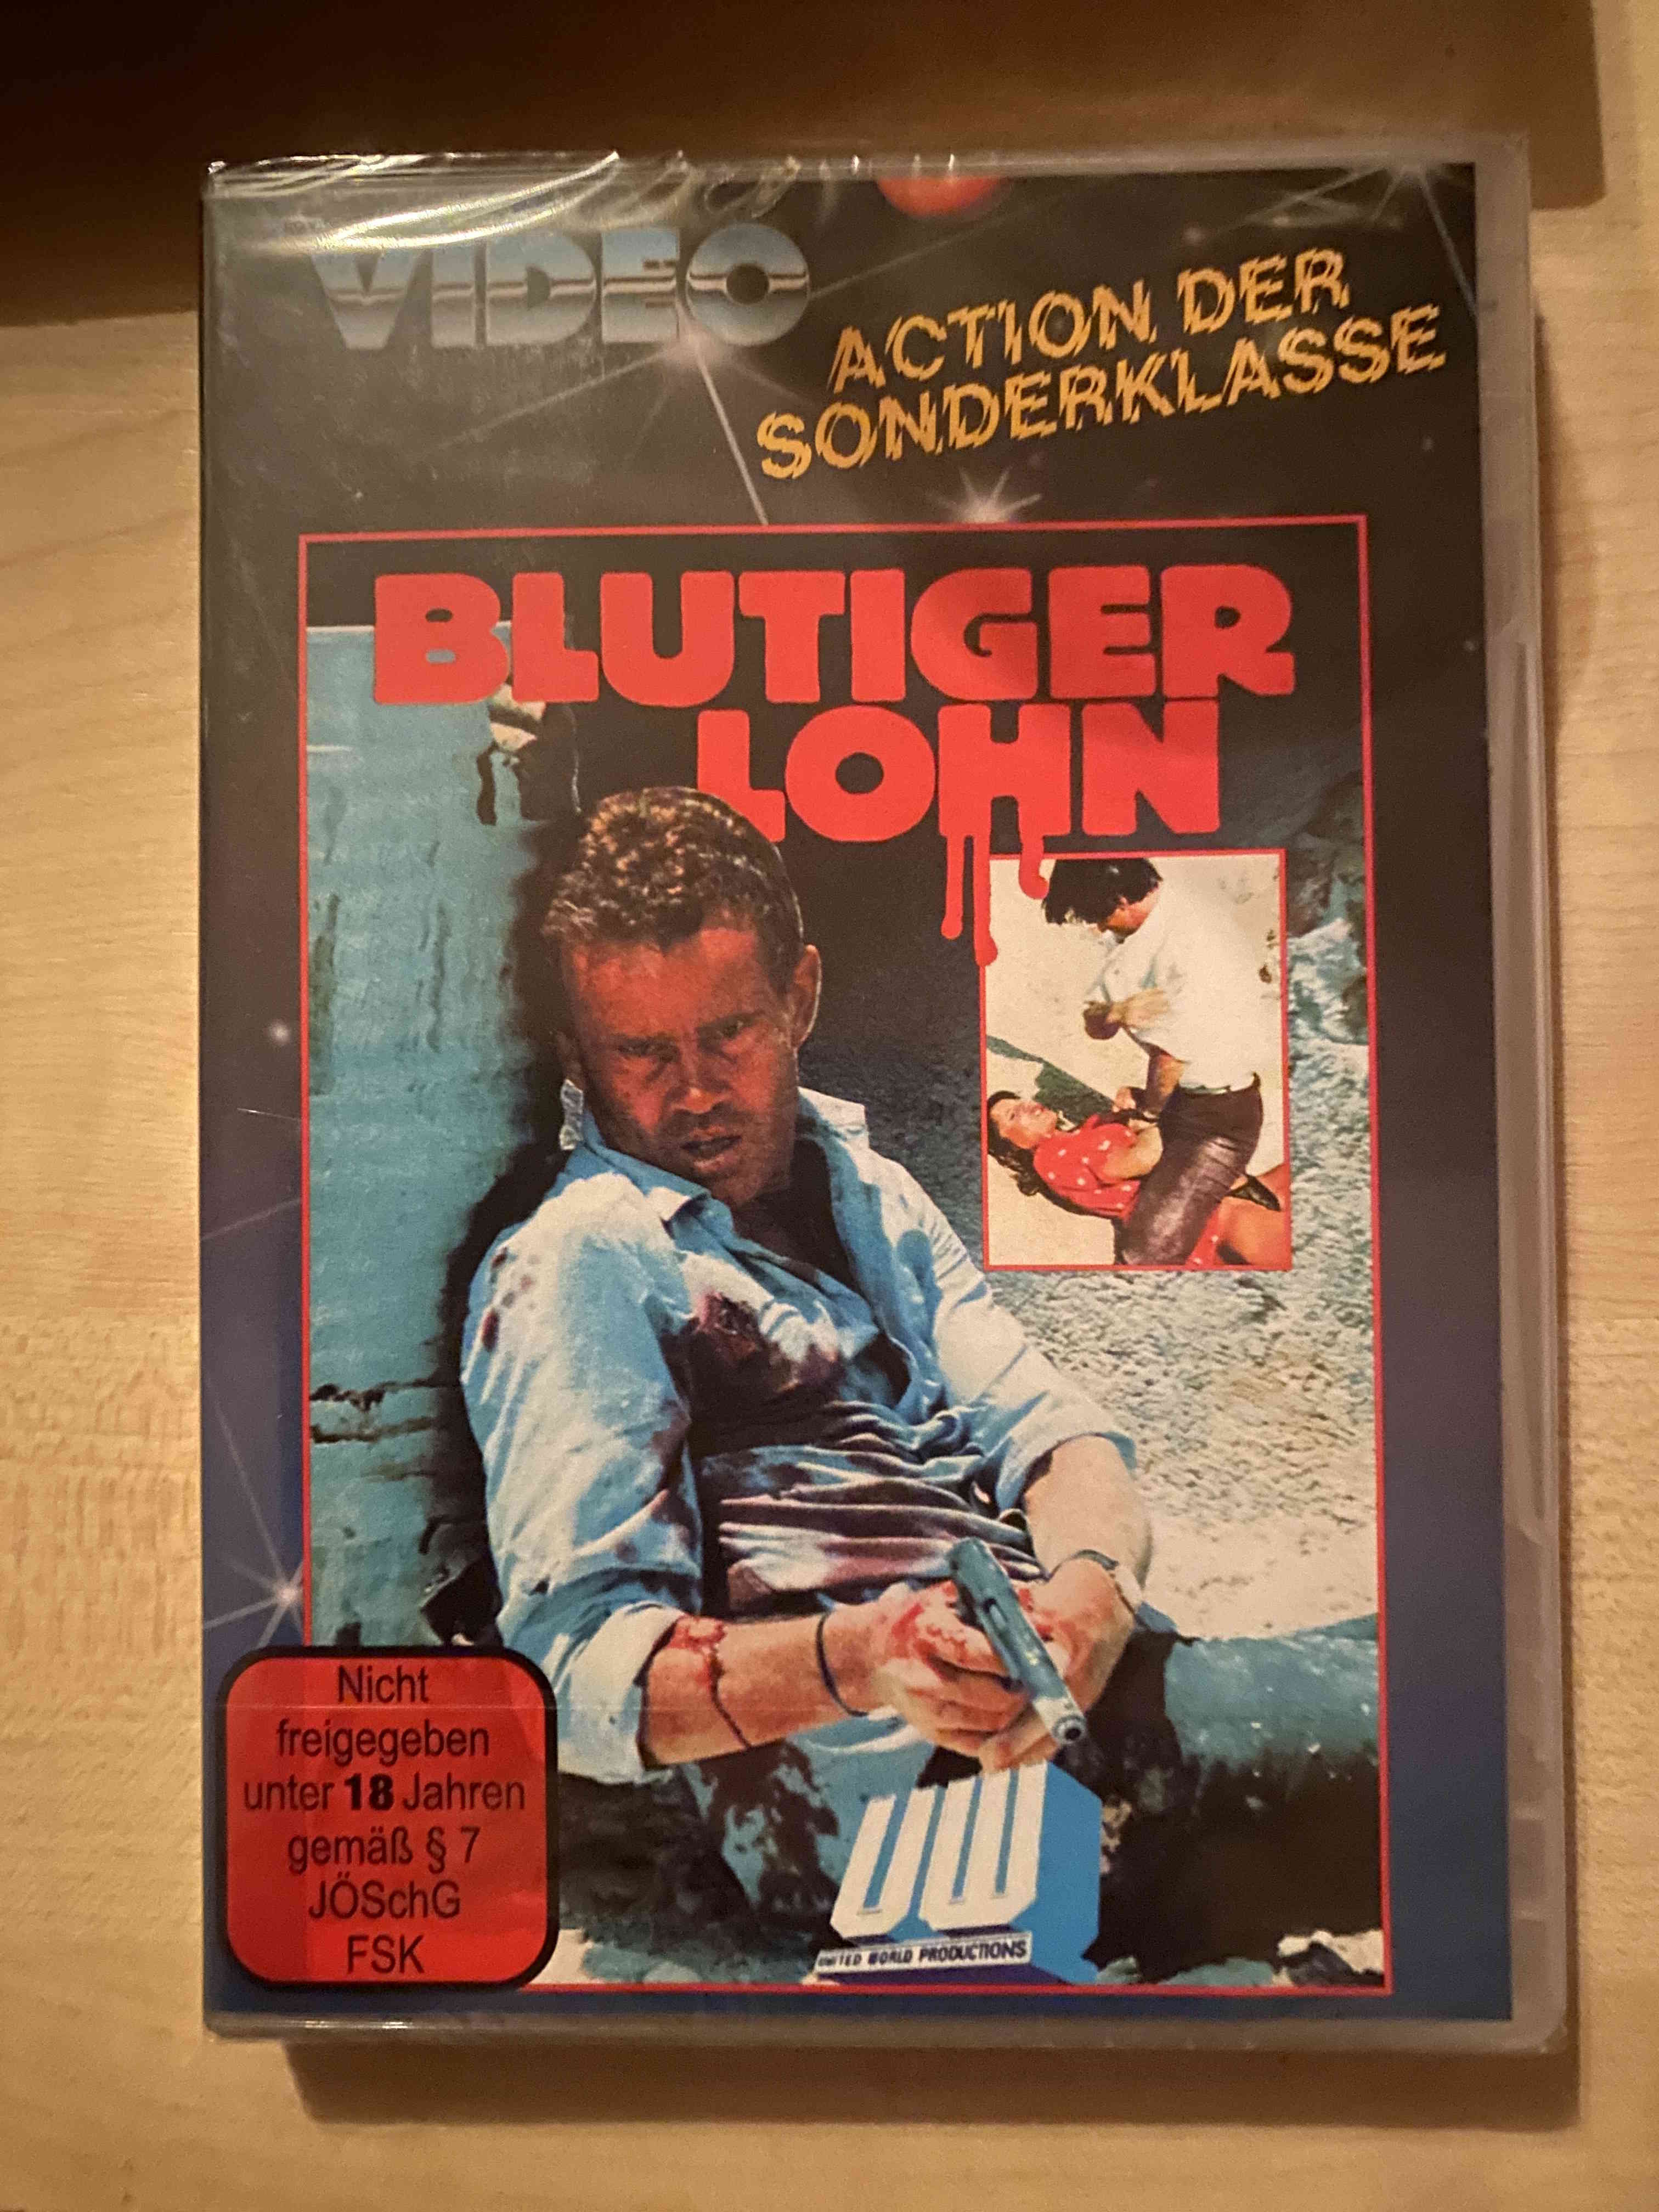 VIDEO
ACTION DER
SONDERKLASSE
BLUTIGER
LOHN
Nicht
freigegeben
unter 18 Jahren
gemäß § 7
JÖSchG
FSK
UW
UNITED WORLD PRODUCTIONS